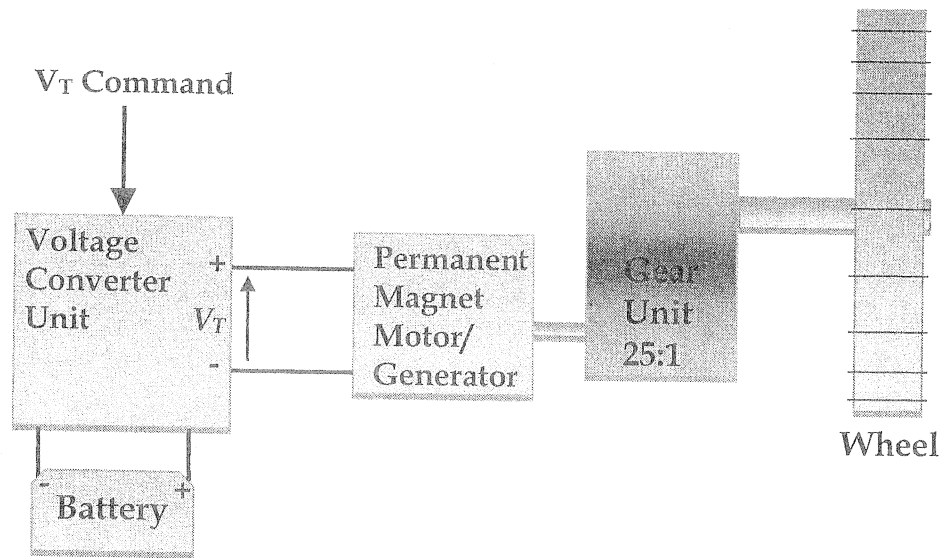 V_T Command
Voltage
Converter
Unit
+
V_T
-
Permanent
Magnet
Motor/
Generator
Gear
Unit
25:1
Wheel
- +
Battery